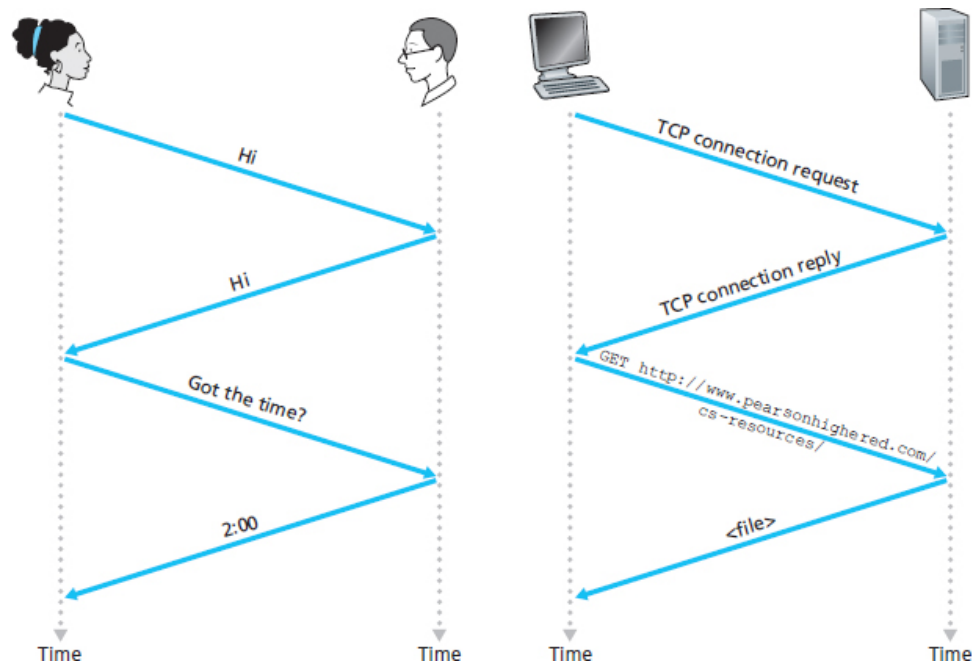 Hi
Hi
Got the time?
2:00
Time
Time
TCP connection request
TCP connection reply
GET http://www.pearsonhighered.com/
cs-resources/
<file>
Time
Time